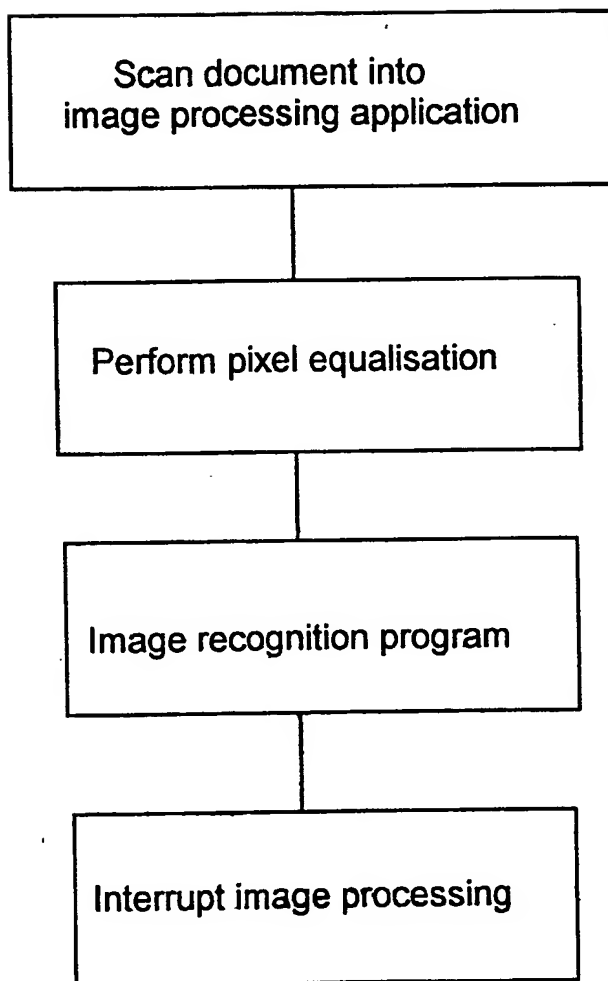 Scan document into
image processing application
Perform pixel equalisation
Image recognition program
Interrupt image processing